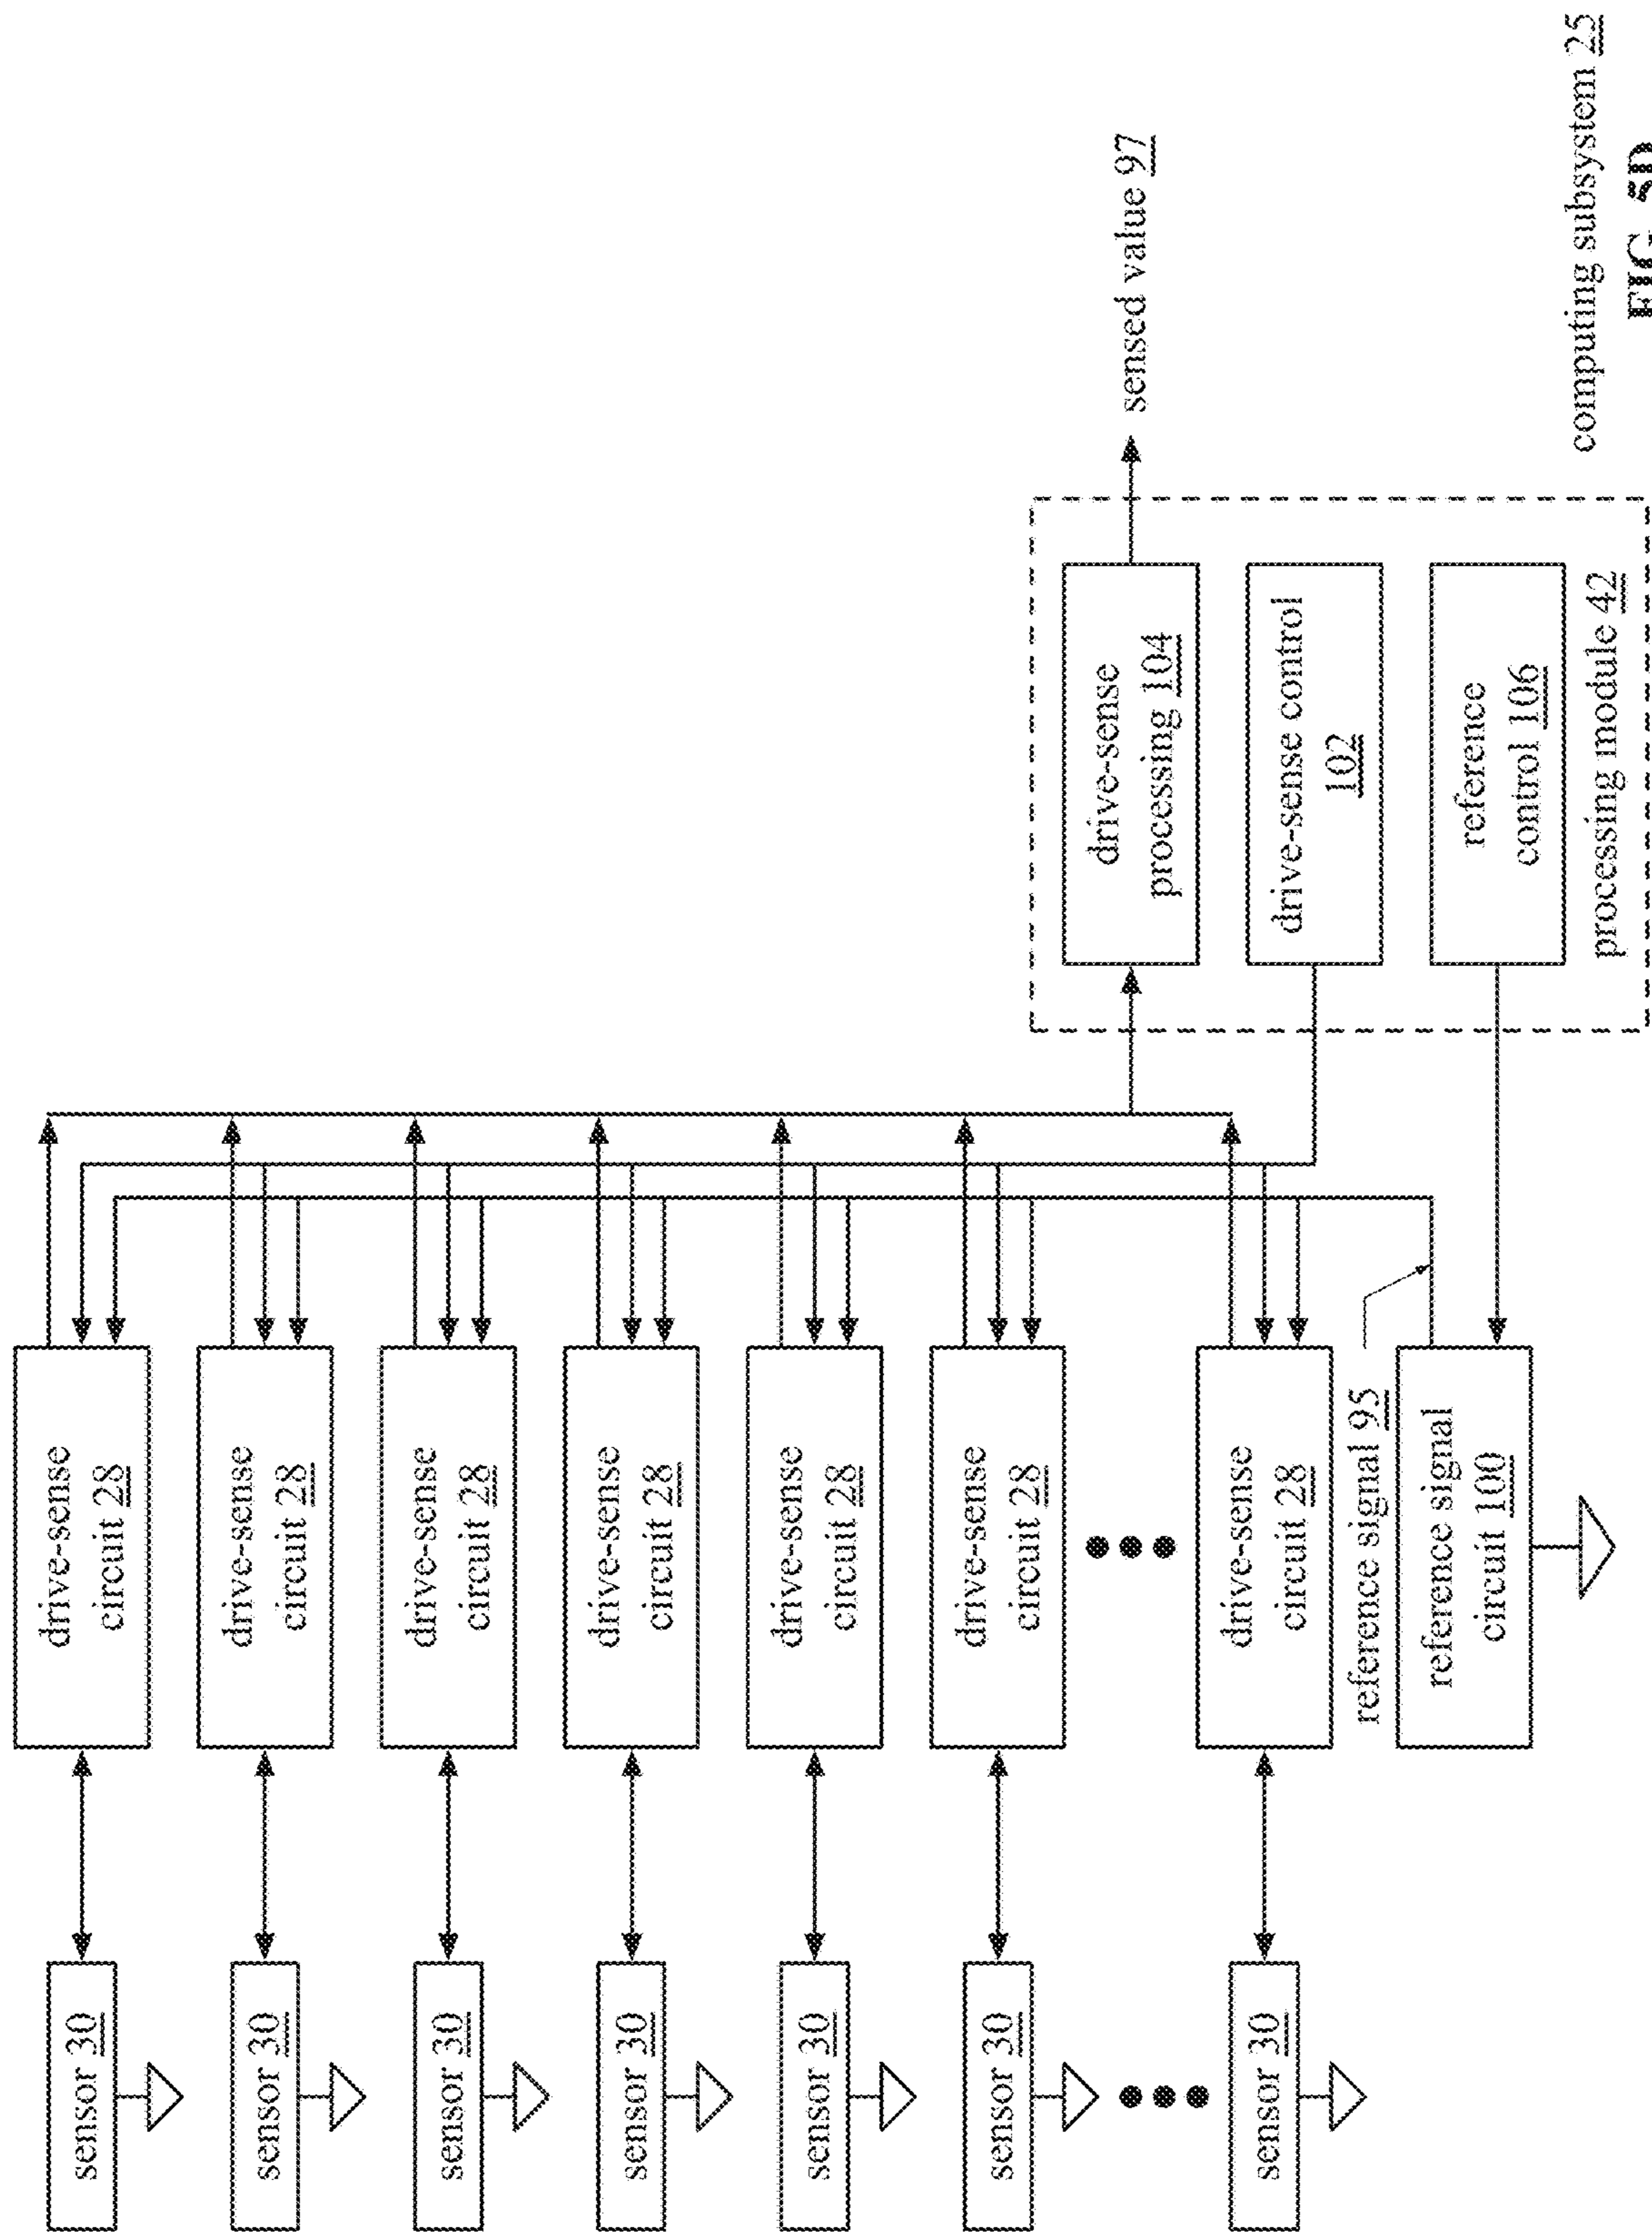 sensor 30
sensor 30
sensor 30
sensor 30
sensor 30
sensor 30
sensor 30
drive-sense
circuit 28
drive-sense
circuit 28
drive-sense
circuit 28
drive-sense
circuit 28
drive-sense
circuit 28
drive-sense
circuit 28
drive-sense
circuit 28
reference signal 95
reference signal
circuit 100
drive-sense
processing 104
drive-sense control
102
reference
control 106
processing module 42
sensed value 97
computing subsystem 25